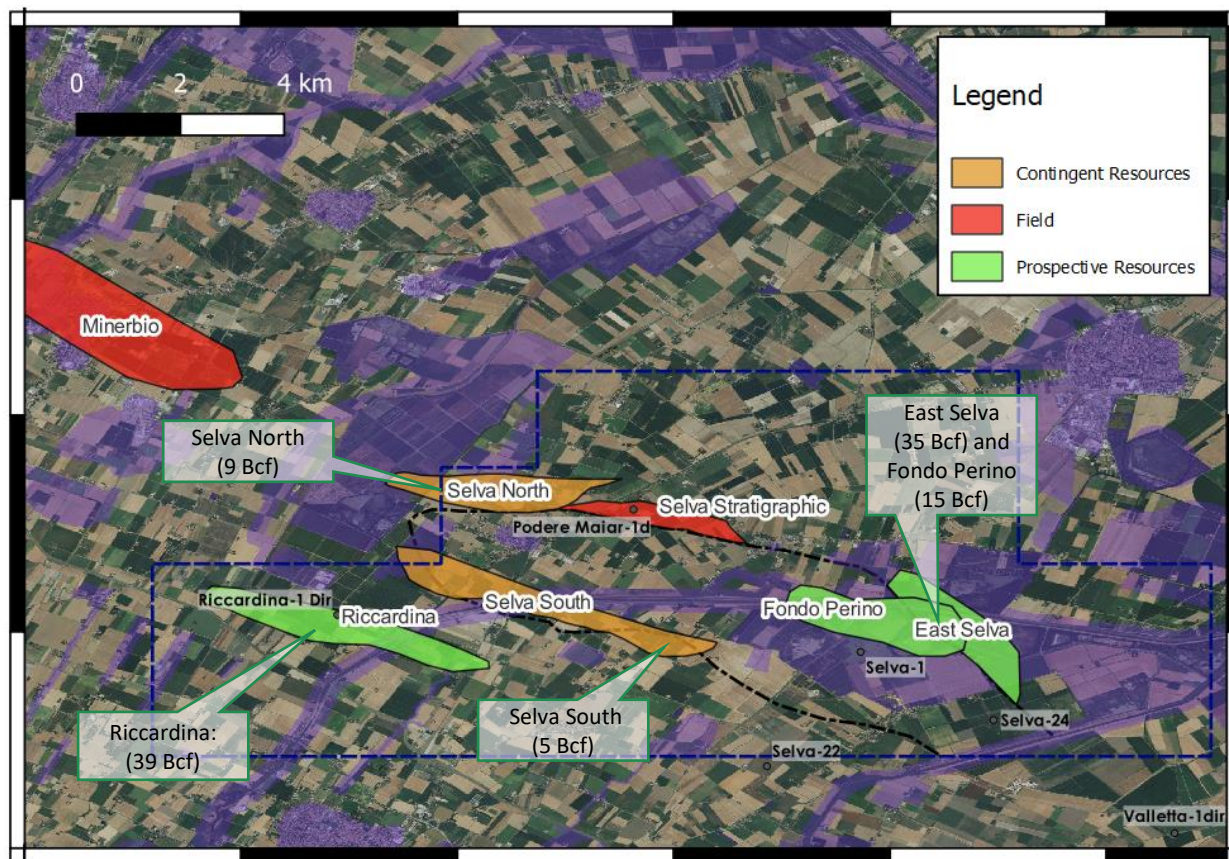 0 2 4 km
Legend
Contingent Resources
Field
Prospective Resources
Minerbio
Selva North
(9 Bcf)
East Selva
(35 Bcf) and
Fondo Perino
(15 Bcf)
Selva North
Selva Stratigraphic
Podere Maiar-1d
Riccardina-1 Dir
Riccardina
Selva South
Fondo Perino
East Selva
Selva-1
Riccardina:
(39 Bcf)
Selva South
(5 Bcf)
Selva-24
Selva-22
Valletta-1dir